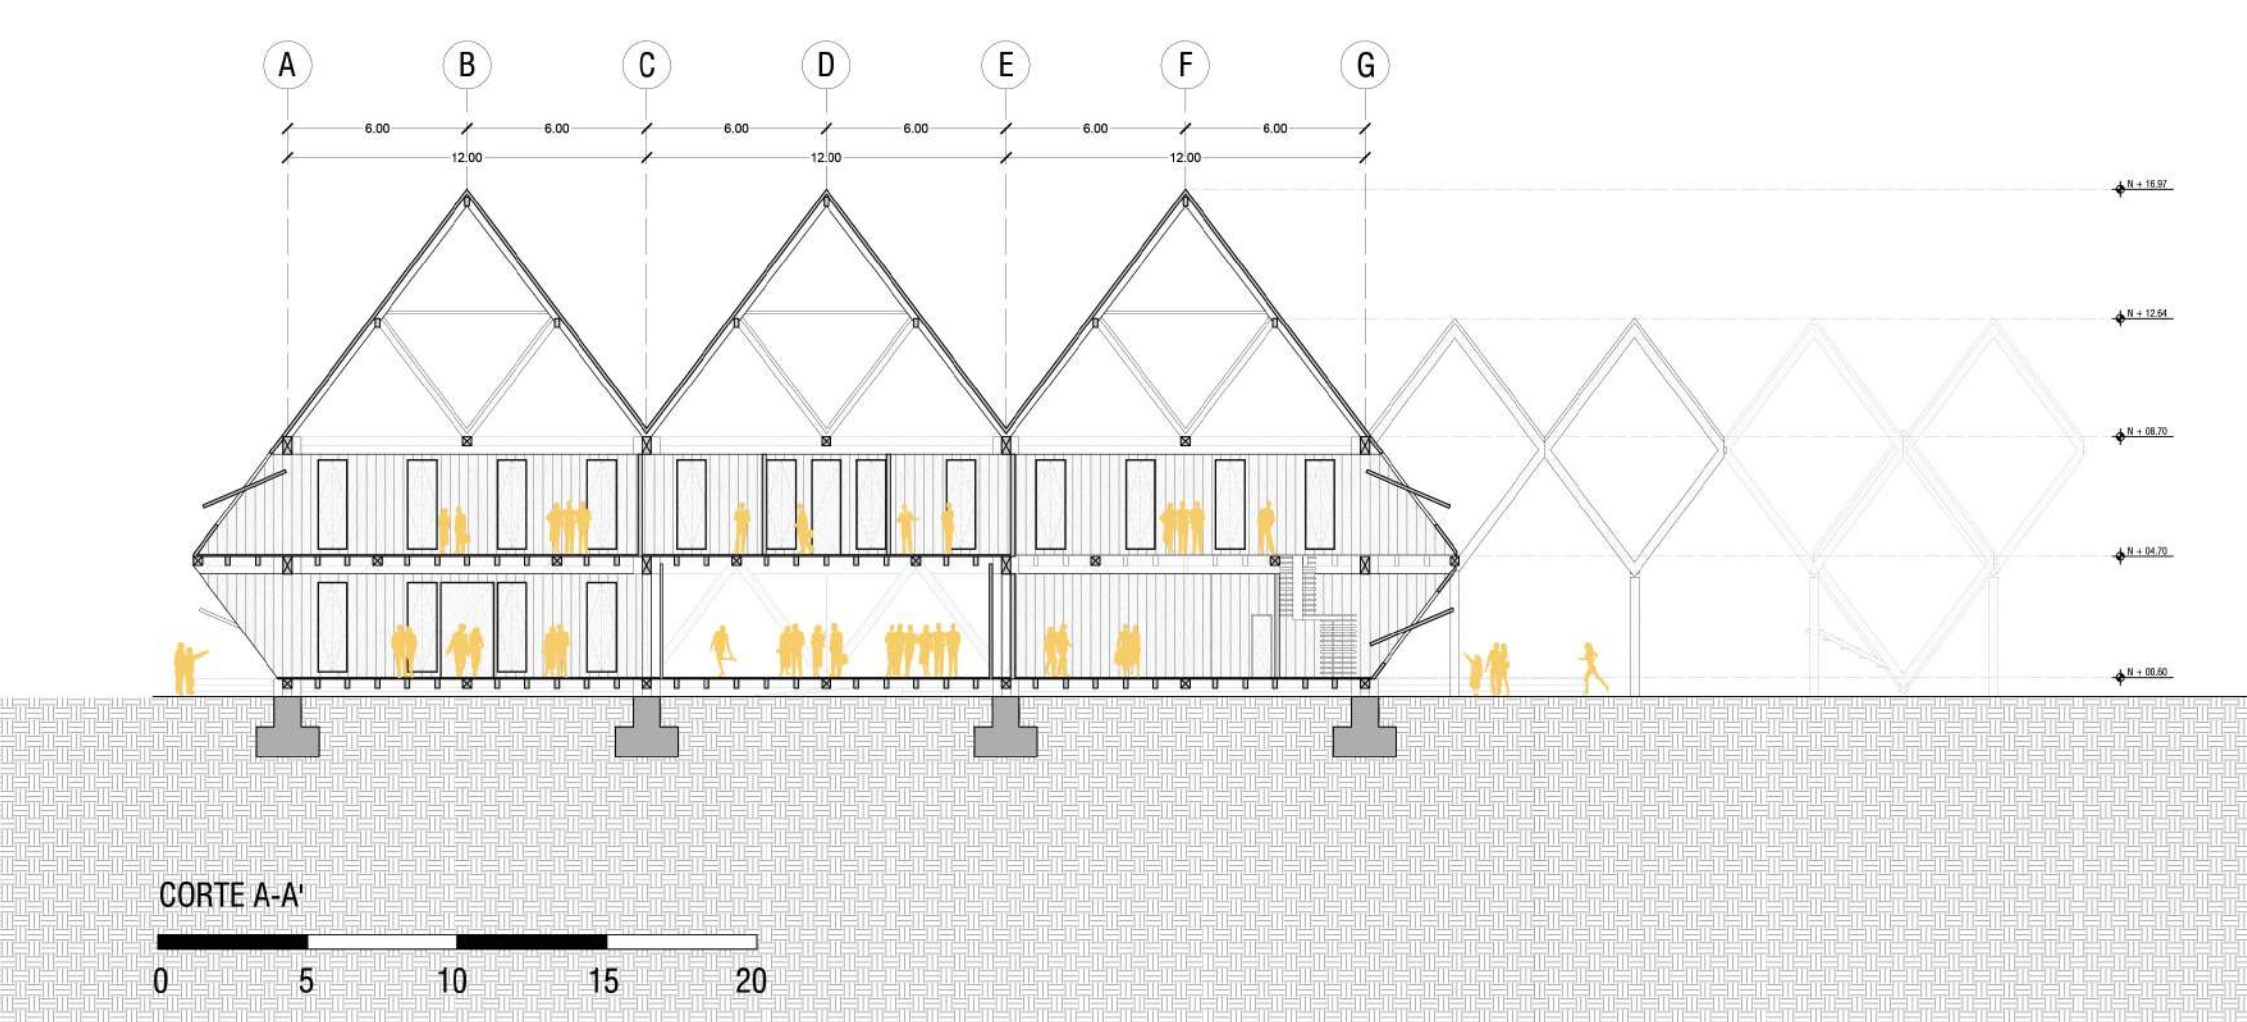 A B C D E F G
6.00 6.00 6.00 6.00 6.00 6.00
12.00 12.00 12.00
N + 16.97
N + 12.64
N + 08.70
N + 04.70
N + 00.60
CORTE A-A'
0 5 10 15 20